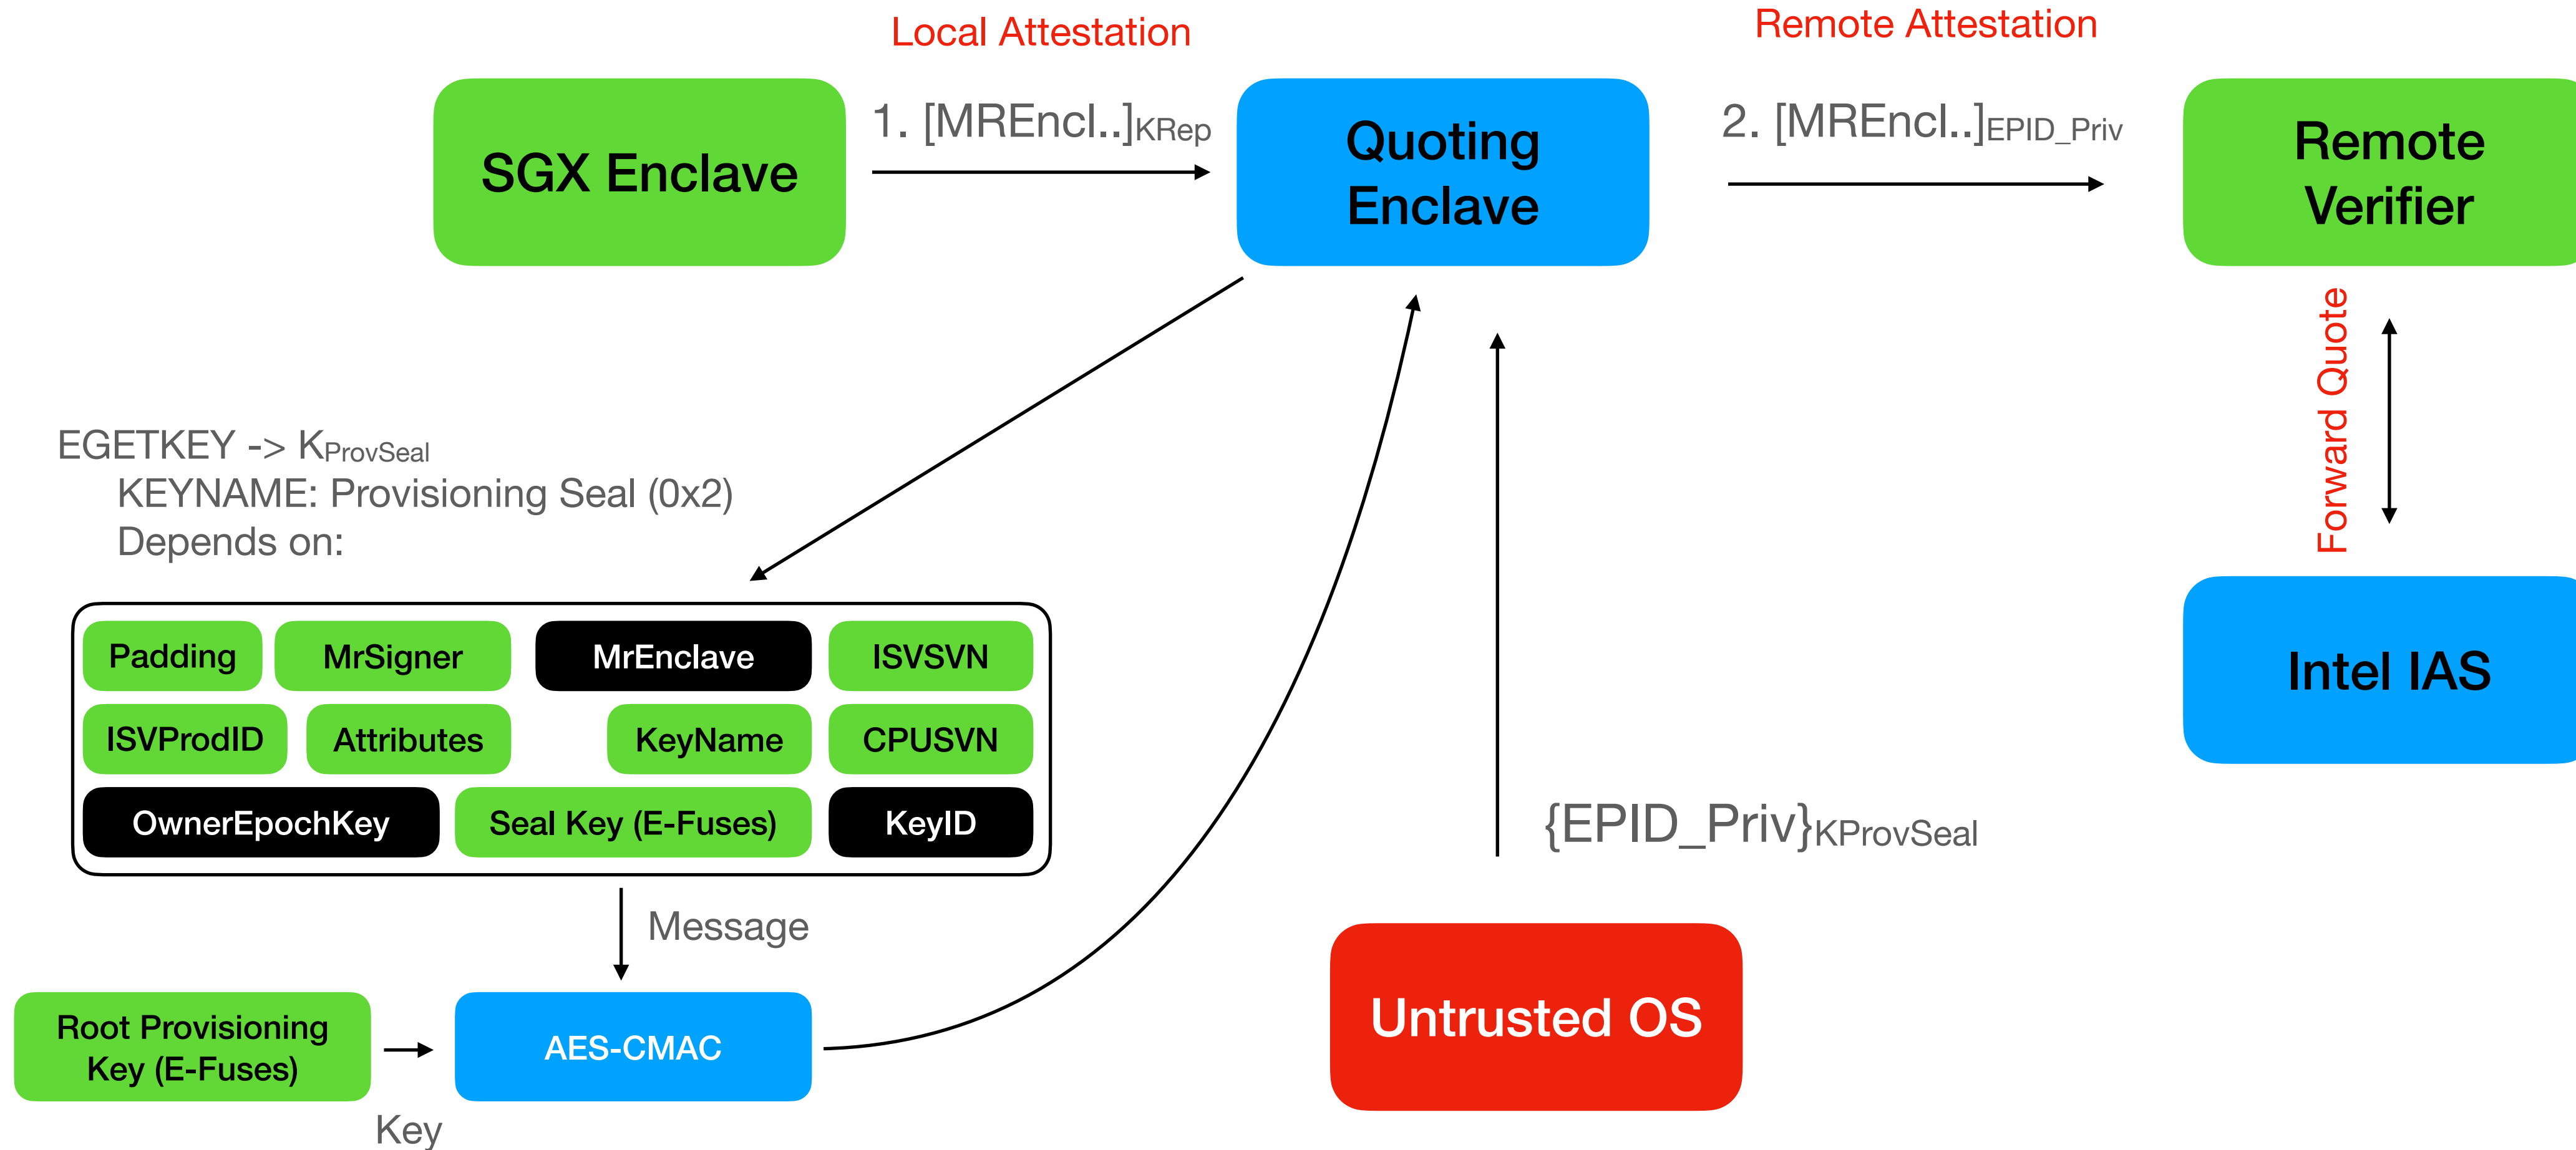 Local Attestation
Remote Attestation
SGX Enclave
1. [MREncl..]KRep
Quoting
Enclave
2. [MREncl..]EPID_Priv
Remote
Verifier
Forward Quote
EGETKEY -> KProvSeal
KEYNAME: Provisioning Seal (0x2)
Depends on:
Padding
MrSigner
MrEnclave
ISVSVN
ISVProdID
Attributes
KeyName
CPUSVN
OwnerEpochKey
Seal Key (E-Fuses)
KeyID
Intel IAS
{EPID_Priv}KProvSeal
Message
Root Provisioning
Key (E-Fuses)
Key
AES-CMAC
Untrusted OS